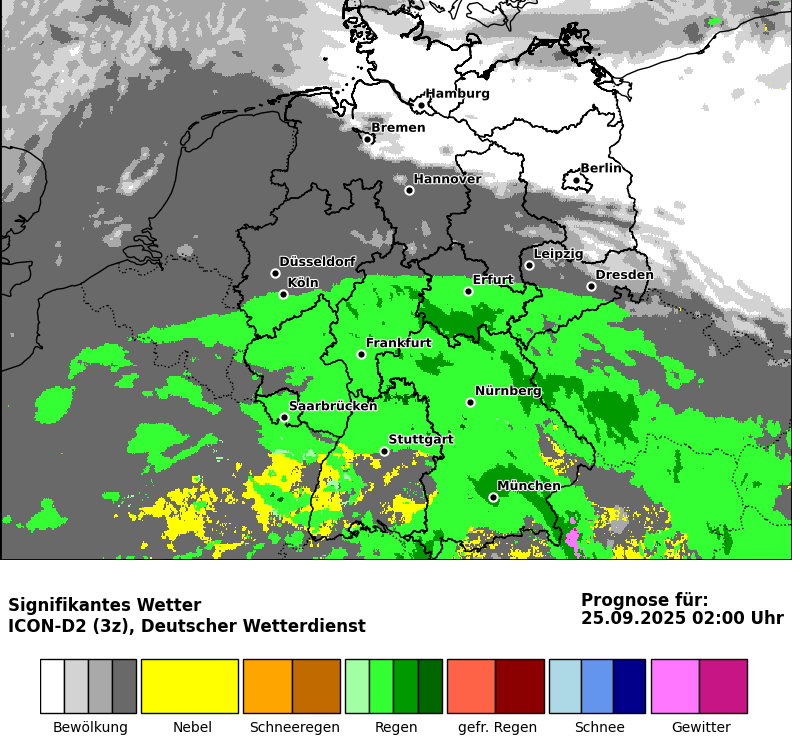 Hamburg
Bremen
Berlin
Hannover
Leipzig
Düsseldorf
Dresden
Köln
Erfurt
Frankfurt
Nürnberg
Saarbrücken
Stuttgart
München
Signifikantes Wetter
ICON-D2 (3z), Deutscher Wetterdienst
Prognose für:
25.09.2025 02:00 Uhr
Bewölkung
Nebel
Schneeregen
Regen
gefr. Regen
Schnee
Gewitter